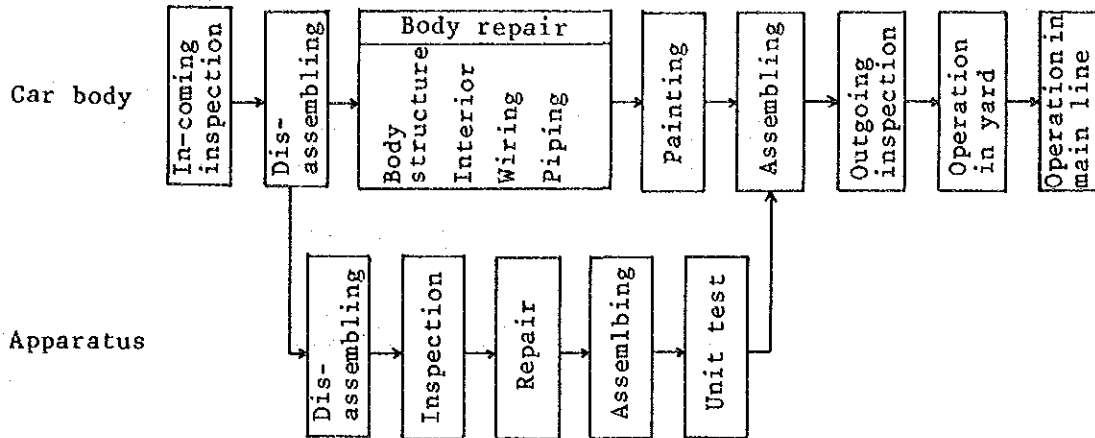 Car body
In-coming
inspection
Dis-
assembling
Body repair
Body
structure
Interior
Wiring
Piping
Painting
Assembling
Outgoing
inspection
Operation
in yard
Operation in
main line
Apparatus
Dis-
assembling
Inspection
Repair
Assemlbing
Unit test